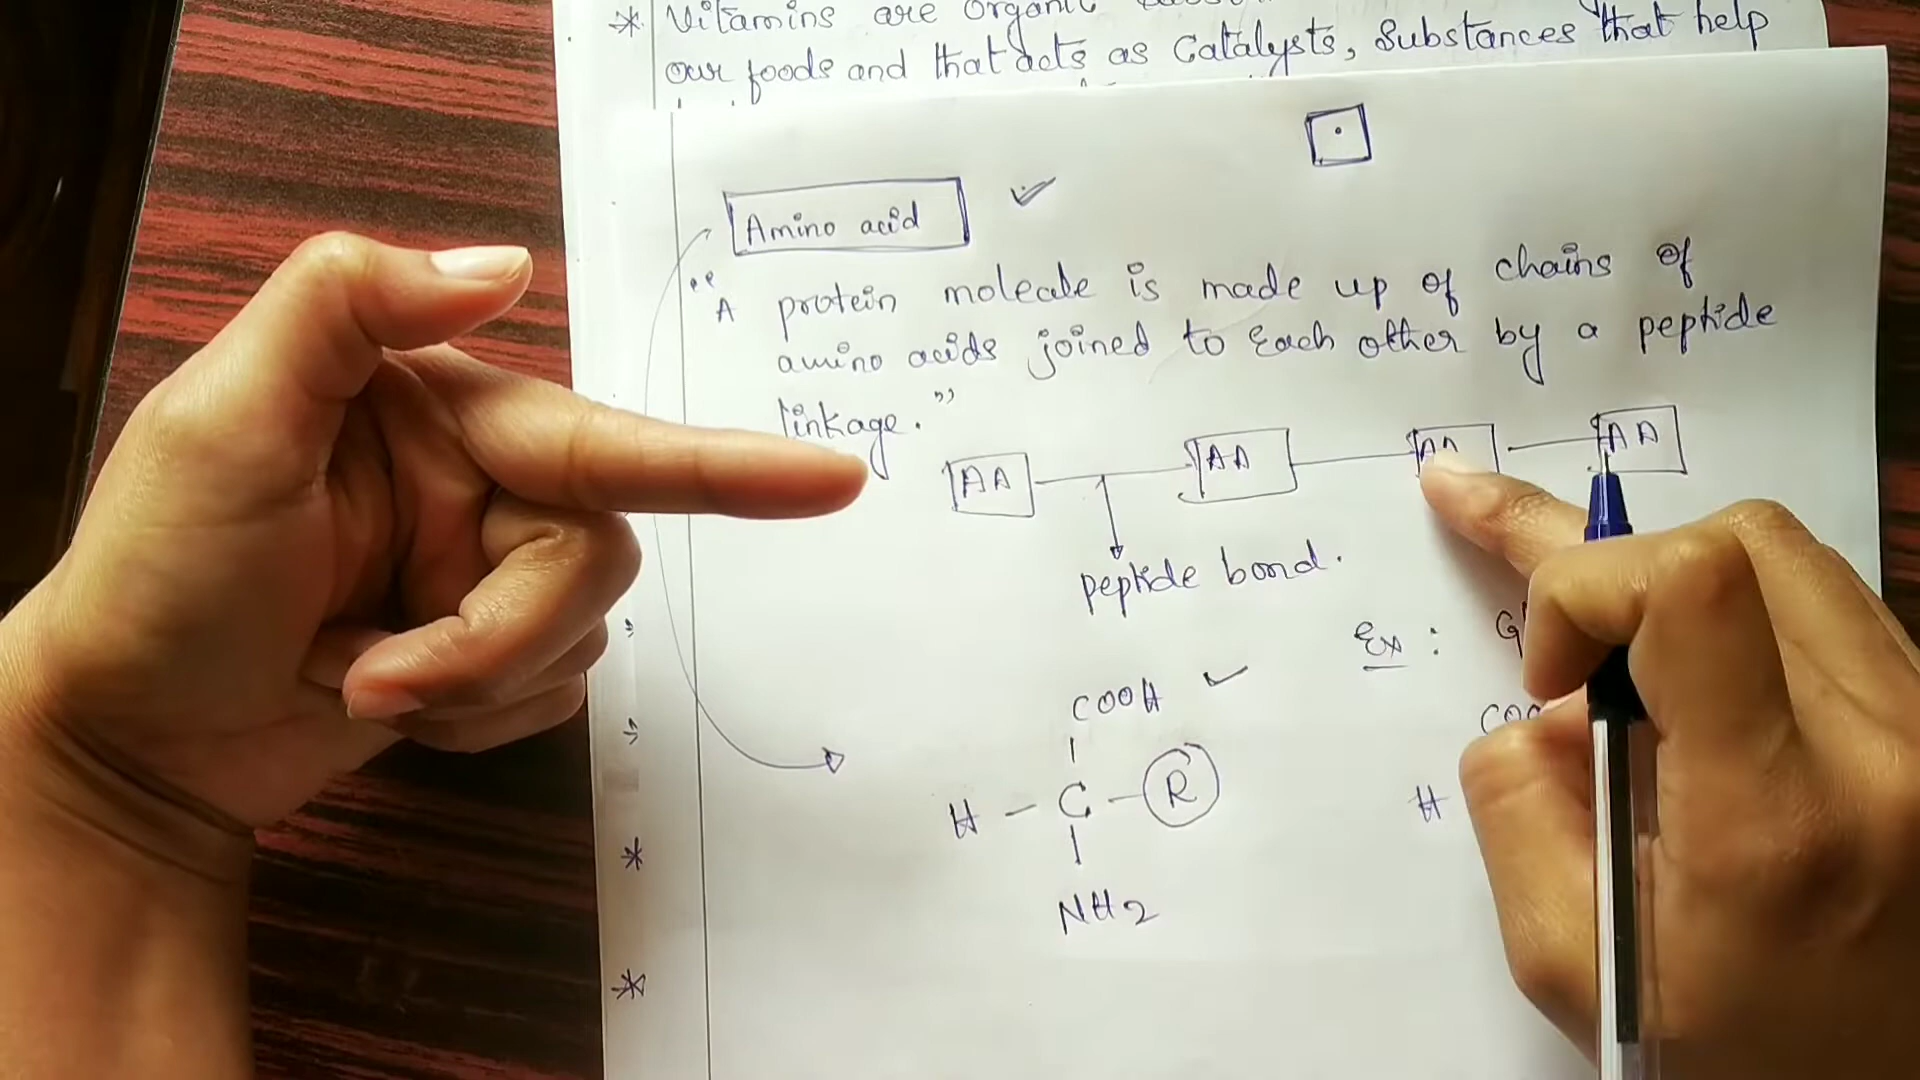 * Vitamins are organic
our foods and that acts as Catalysts, Substances that help
Amino acid
"A protein molecule is made up of chains of
amino acids joined to Each other by a peptide
linkage."
AA AA AA AA
peptide bond.
Ex :
COOH
H - C - R
NH2
H